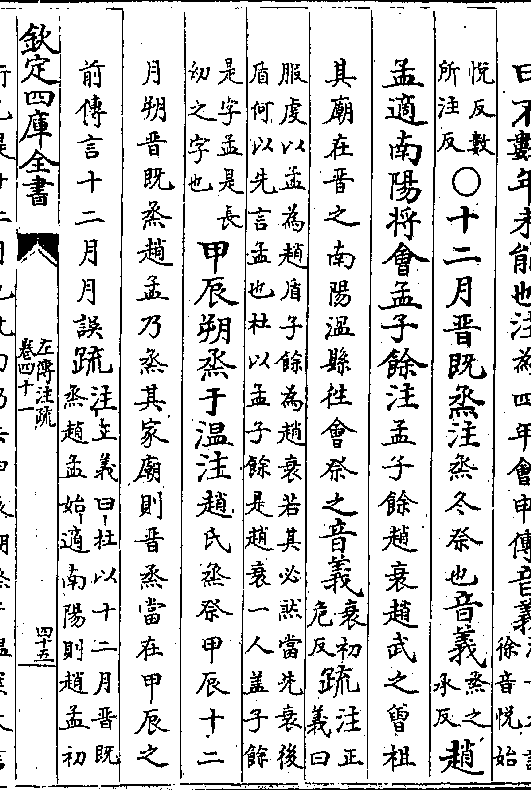 曰不數年未能也注為四年會申傳音義
徐音悅始
悅反數
所注反
○十二月晉既烝注烝冬祭也音義
烝之
承反
趙
孟適南陽將會孟子餘注孟子餘趙衰趙武之曾祖
其廟在晉之南陽溫縣往會祭之音義
衰初
危反
疏
注正
義曰
服虔以孟為趙盾子餘為趙衰若其必然當先衰後
盾何以先言孟也杜以孟子餘是趙衰一人蓋子餘
是字孟是長
幼之字也
甲辰朔烝于溫注趙氏烝祭甲辰十二
月朔晉既烝趙孟乃烝其家廟則晉烝當在甲辰之
前傳言十二月月誤疏
注至義曰杜以十二月晉既
烝趙孟始適南陽則趙孟初
欽定四庫全書
左傳注疏
卷四十一
四十五